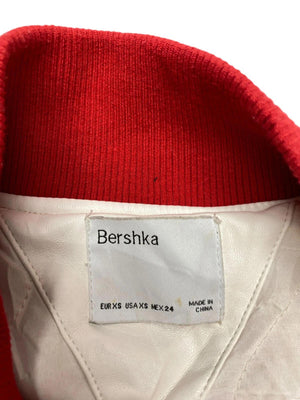 Bershka
EUR XS USA XS MEX 24 MADE IN
CHINA